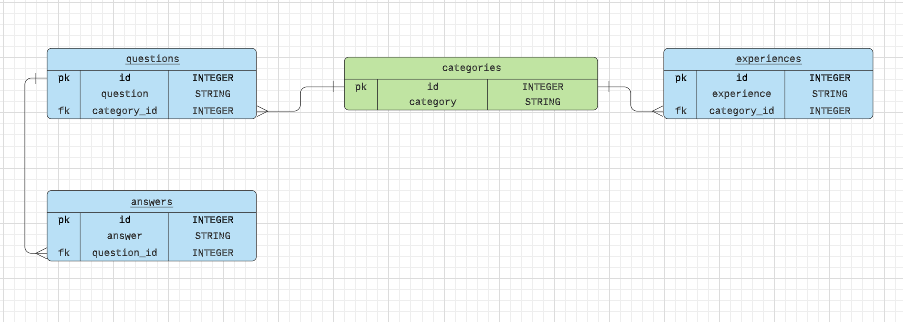 questions
pk id INTEGER
question STRING
fk category_id INTEGER
categories
pk id INTEGER
category STRING
experiences
pk id INTEGER
experience STRING
fk category_id INTEGER
answers
pk id INTEGER
answer STRING
fk question_id INTEGER